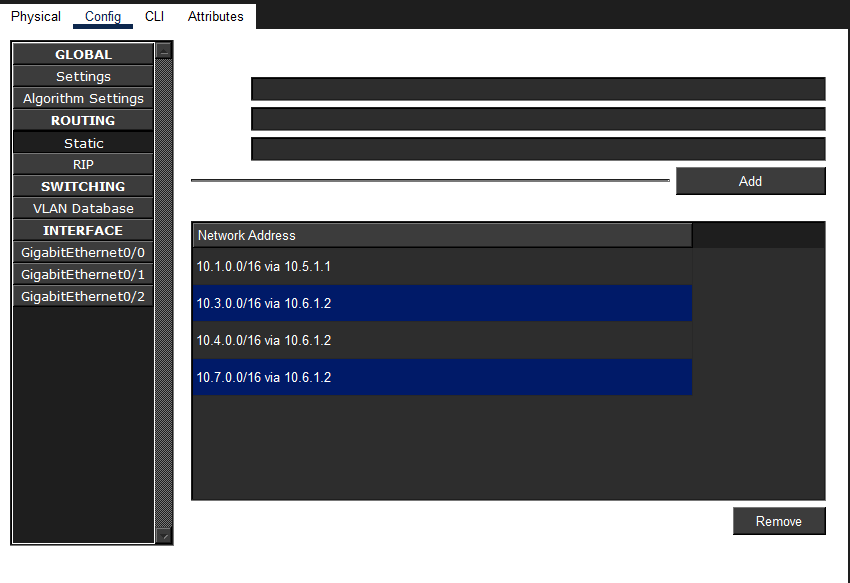 Physical Config CLI Attributes
GLOBAL
Settings
Algorithm Settings
ROUTING
Static
RIP
SWITCHING
VLAN Database
INTERFACE
GigabitEthernet0/0
GigabitEthernet0/1
GigabitEthernet0/2
Add
Network Address
10.1.0.0/16 via 10.5.1.1
10.3.0.0/16 via 10.6.1.2
10.4.0.0/16 via 10.6.1.2
10.7.0.0/16 via 10.6.1.2
Remove